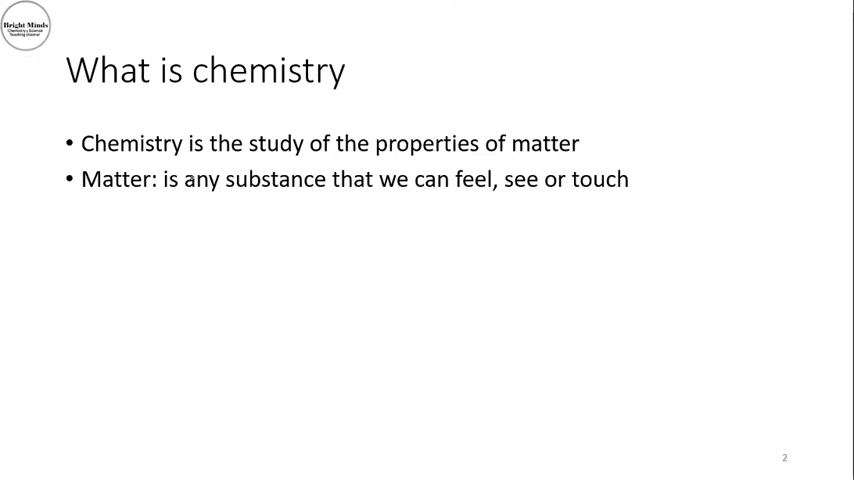 Bright Minds
Chemistry & Science
Teaching channel
What is chemistry
• Chemistry is the study of the properties of matter
• Matter: is any substance that we can feel, see or touch
2